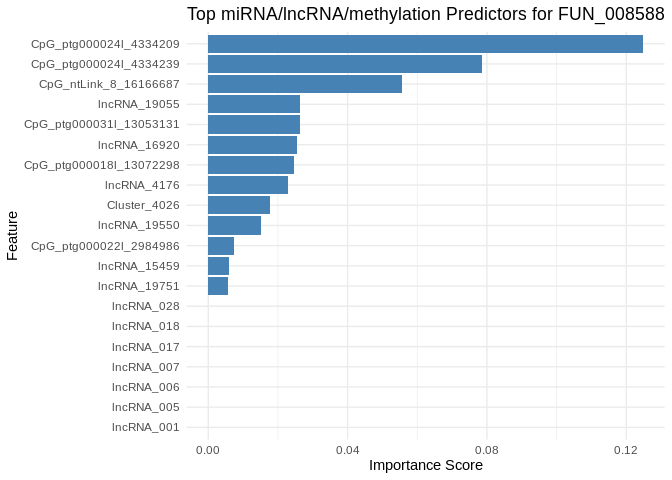 Top miRNA/lncRNA/methylation Predictors for FUN_008588
Feature
CpG_ptg000024l_4334209
CpG_ptg000024l_4334239
CpG_ntLink_8_16166687
lncRNA_19055
CpG_ptg000031l_13053131
lncRNA_16920
CpG_ptg000018l_13072298
lncRNA_4176
Cluster_4026
lncRNA_19550
CpG_ptg000022l_2984986
lncRNA_15459
lncRNA_19751
lncRNA_028
lncRNA_018
lncRNA_017
lncRNA_007
lncRNA_006
lncRNA_005
lncRNA_001
0.00 0.04 0.08 0.12
Importance Score